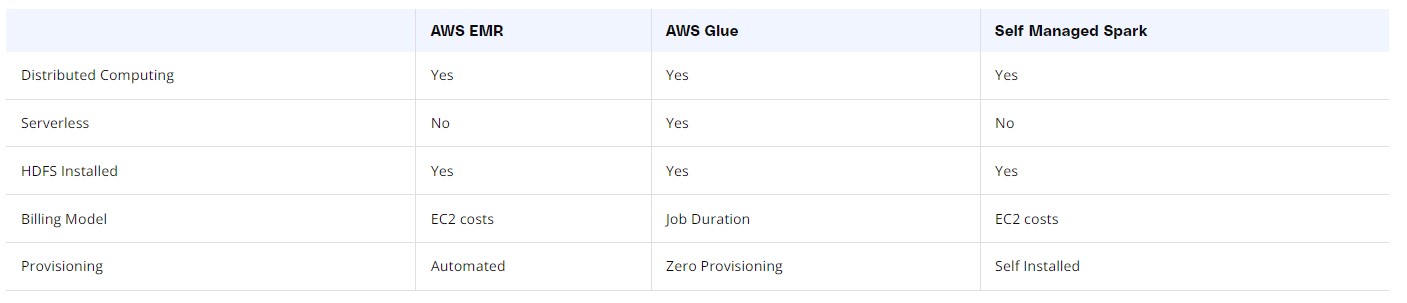 AWS EMR AWS Glue Self Managed Spark
Distributed Computing Yes Yes Yes
Serverless No Yes No
HDFS Installed Yes Yes Yes
Billing Model EC2 costs Job Duration EC2 costs
Provisioning Automated Zero Provisioning Self Installed